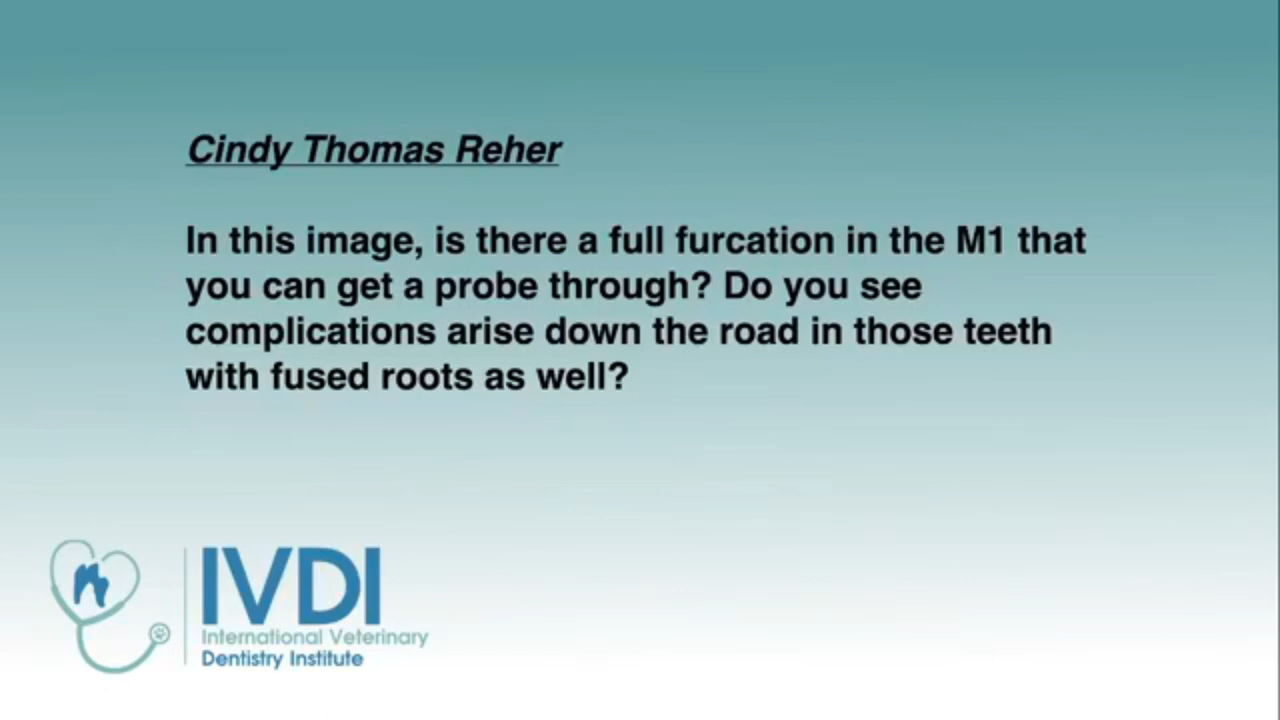 Cindy Thomas Reher
In this image, is there a full furcation in the M1 that
you can get a probe through? Do you see
complications arise down the road in those teeth
with fused roots as well?
IVDI
International Veterinary
Dentistry Institute